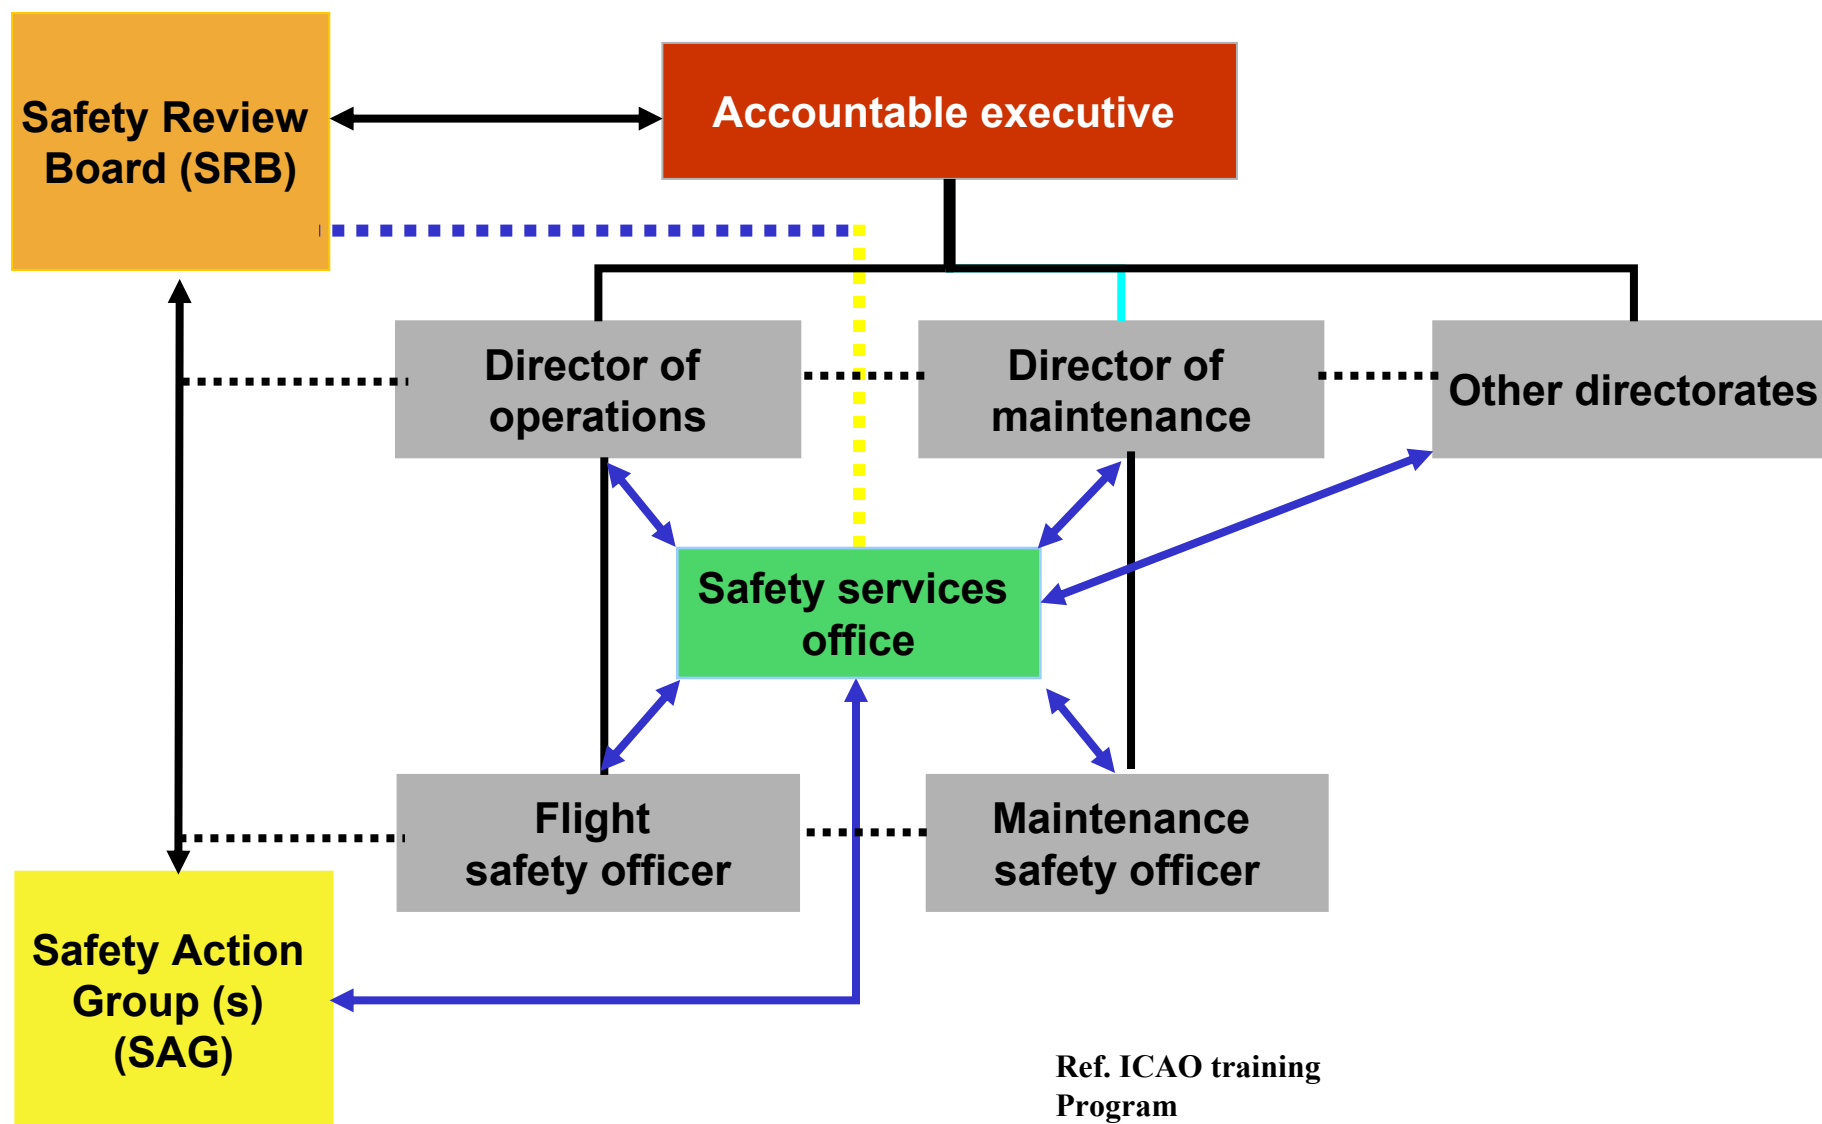 Safety Review
Board (SRB)
Accountable executive
Director of
operations
Director of
maintenance
Other directorates
Safety services
office
Flight
safety officer
Maintenance
safety officer
Safety Action
Group (s)
(SAG)
Ref. ICAO training
Program